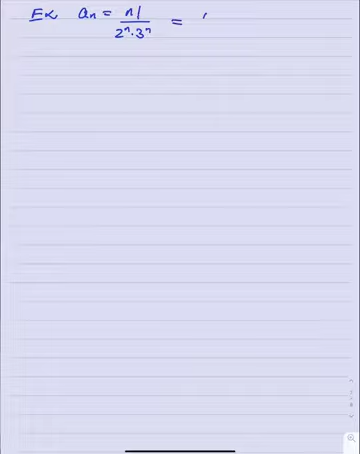 Ex aₙ = n! / 2ⁿ·3ⁿ =